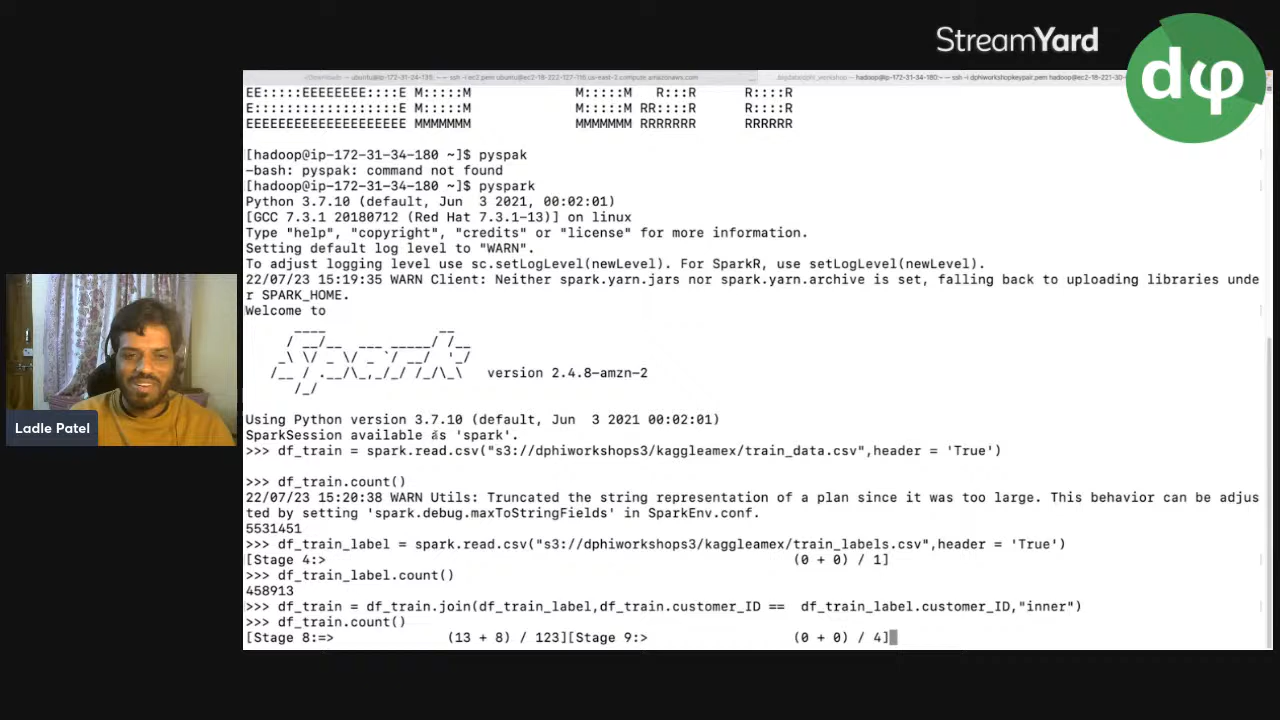 StreamYard
dφ
EE:::::EEEEEEEE::::E M:::::M M:::::M R:::R R::::R
E::::::::::::::::::E M:::::M M:::::M RR::::R R::::R
EEEEEEEEEEEEEEEEEEEE MMMMMMM MMMMMMM RRRRRRR RRRRRR
[hadoop@ip-172-31-34-180 ~]$ pyspak
-bash: pyspak: command not found
[hadoop@ip-172-31-34-180 ~]$ pyspark
Python 3.7.10 (default, Jun  3 2021, 00:02:01)
[GCC 7.3.1 20180712 (Red Hat 7.3.1-13)] on linux
Type "help", "copyright", "credits" or "license" for more information.
Setting default log level to "WARN".
To adjust logging level use sc.setLogLevel(newLevel). For SparkR, use setLogLevel(newLevel).
22/07/23 15:19:35 WARN Client: Neither spark.yarn.jars nor spark.yarn.archive is set, falling back to uploading libraries unde
r SPARK_HOME.
Welcome to
Spark
version 2.4.8-amzn-2
Using Python version 3.7.10 (default, Jun  3 2021 00:02:01)
SparkSession available as 'spark'.
>>> df_train = spark.read.csv("s3://dphiworkshops3/kaggleamex/train_data.csv",header = 'True')
>>> df_train.count()
22/07/23 15:20:38 WARN Utils: Truncated the string representation of a plan since it was too large. This behavior can be adjus
ted by setting 'spark.debug.maxToStringFields' in SparkEnv.conf.
5531451
>>> df_train_label = spark.read.csv("s3://dphiworkshops3/kaggleamex/train_labels.csv",header = 'True')
[Stage 4:> (0 + 0) / 1]
>>> df_train_label.count()
458913
>>> df_train = df_train.join(df_train_label,df_train.customer_ID ==  df_train_label.customer_ID,"inner")
>>> df_train.count()
[Stage 8:=> (13 + 8) / 123][Stage 9:> (0 + 0) / 4]
Ladle Patel